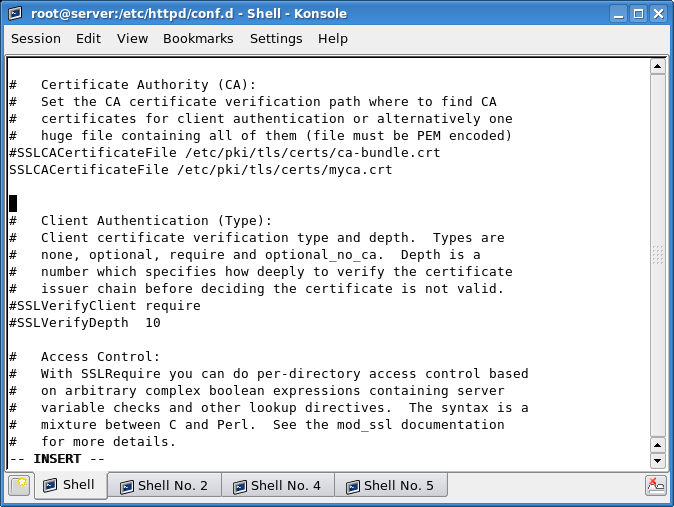 root@server:/etc/httpd/conf.d - Shell - Konsole
Session Edit View Bookmarks Settings Help
#   Certificate Authority (CA):
#   Set the CA certificate verification path where to find CA
#   certificates for client authentication or alternatively one
#   huge file containing all of them (file must be PEM encoded)
#SSLCACertificateFile /etc/pki/tls/certs/ca-bundle.crt
SSLCACertificateFile /etc/pki/tls/certs/myca.crt
#   Client Authentication (Type):
#   Client certificate verification type and depth.  Types are
#   none, optional, require and optional_no_ca.  Depth is a
#   number which specifies how deeply to verify the certificate
#   issuer chain before deciding the certificate is not valid.
#SSLVerifyClient require
#SSLVerifyDepth  10
#   Access Control:
#   With SSLRequire you can do per-directory access control based
#   on arbitrary complex boolean expressions containing server
#   variable checks and other lookup directives.  The syntax is a
#   mixture between C and Perl.  See the mod_ssl documentation
#   for more details.
-- INSERT --
Shell Shell No. 2 Shell No. 4 Shell No. 5